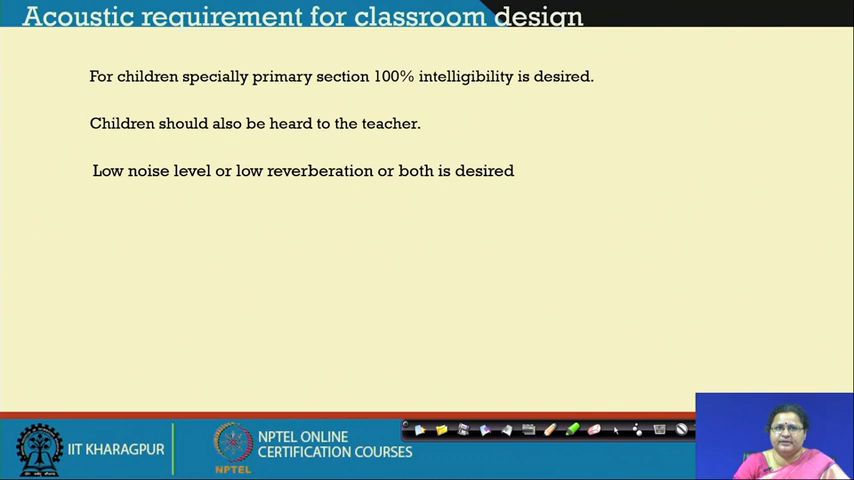 Acoustic requirement for classroom design
For children specially primary section 100% intelligibility is desired.
Children should also be heard to the teacher.
Low noise level or low reverberation or both is desired
IIT KHARAGPUR
NPTEL
NPTEL ONLINE
CERTIFICATION COURSES